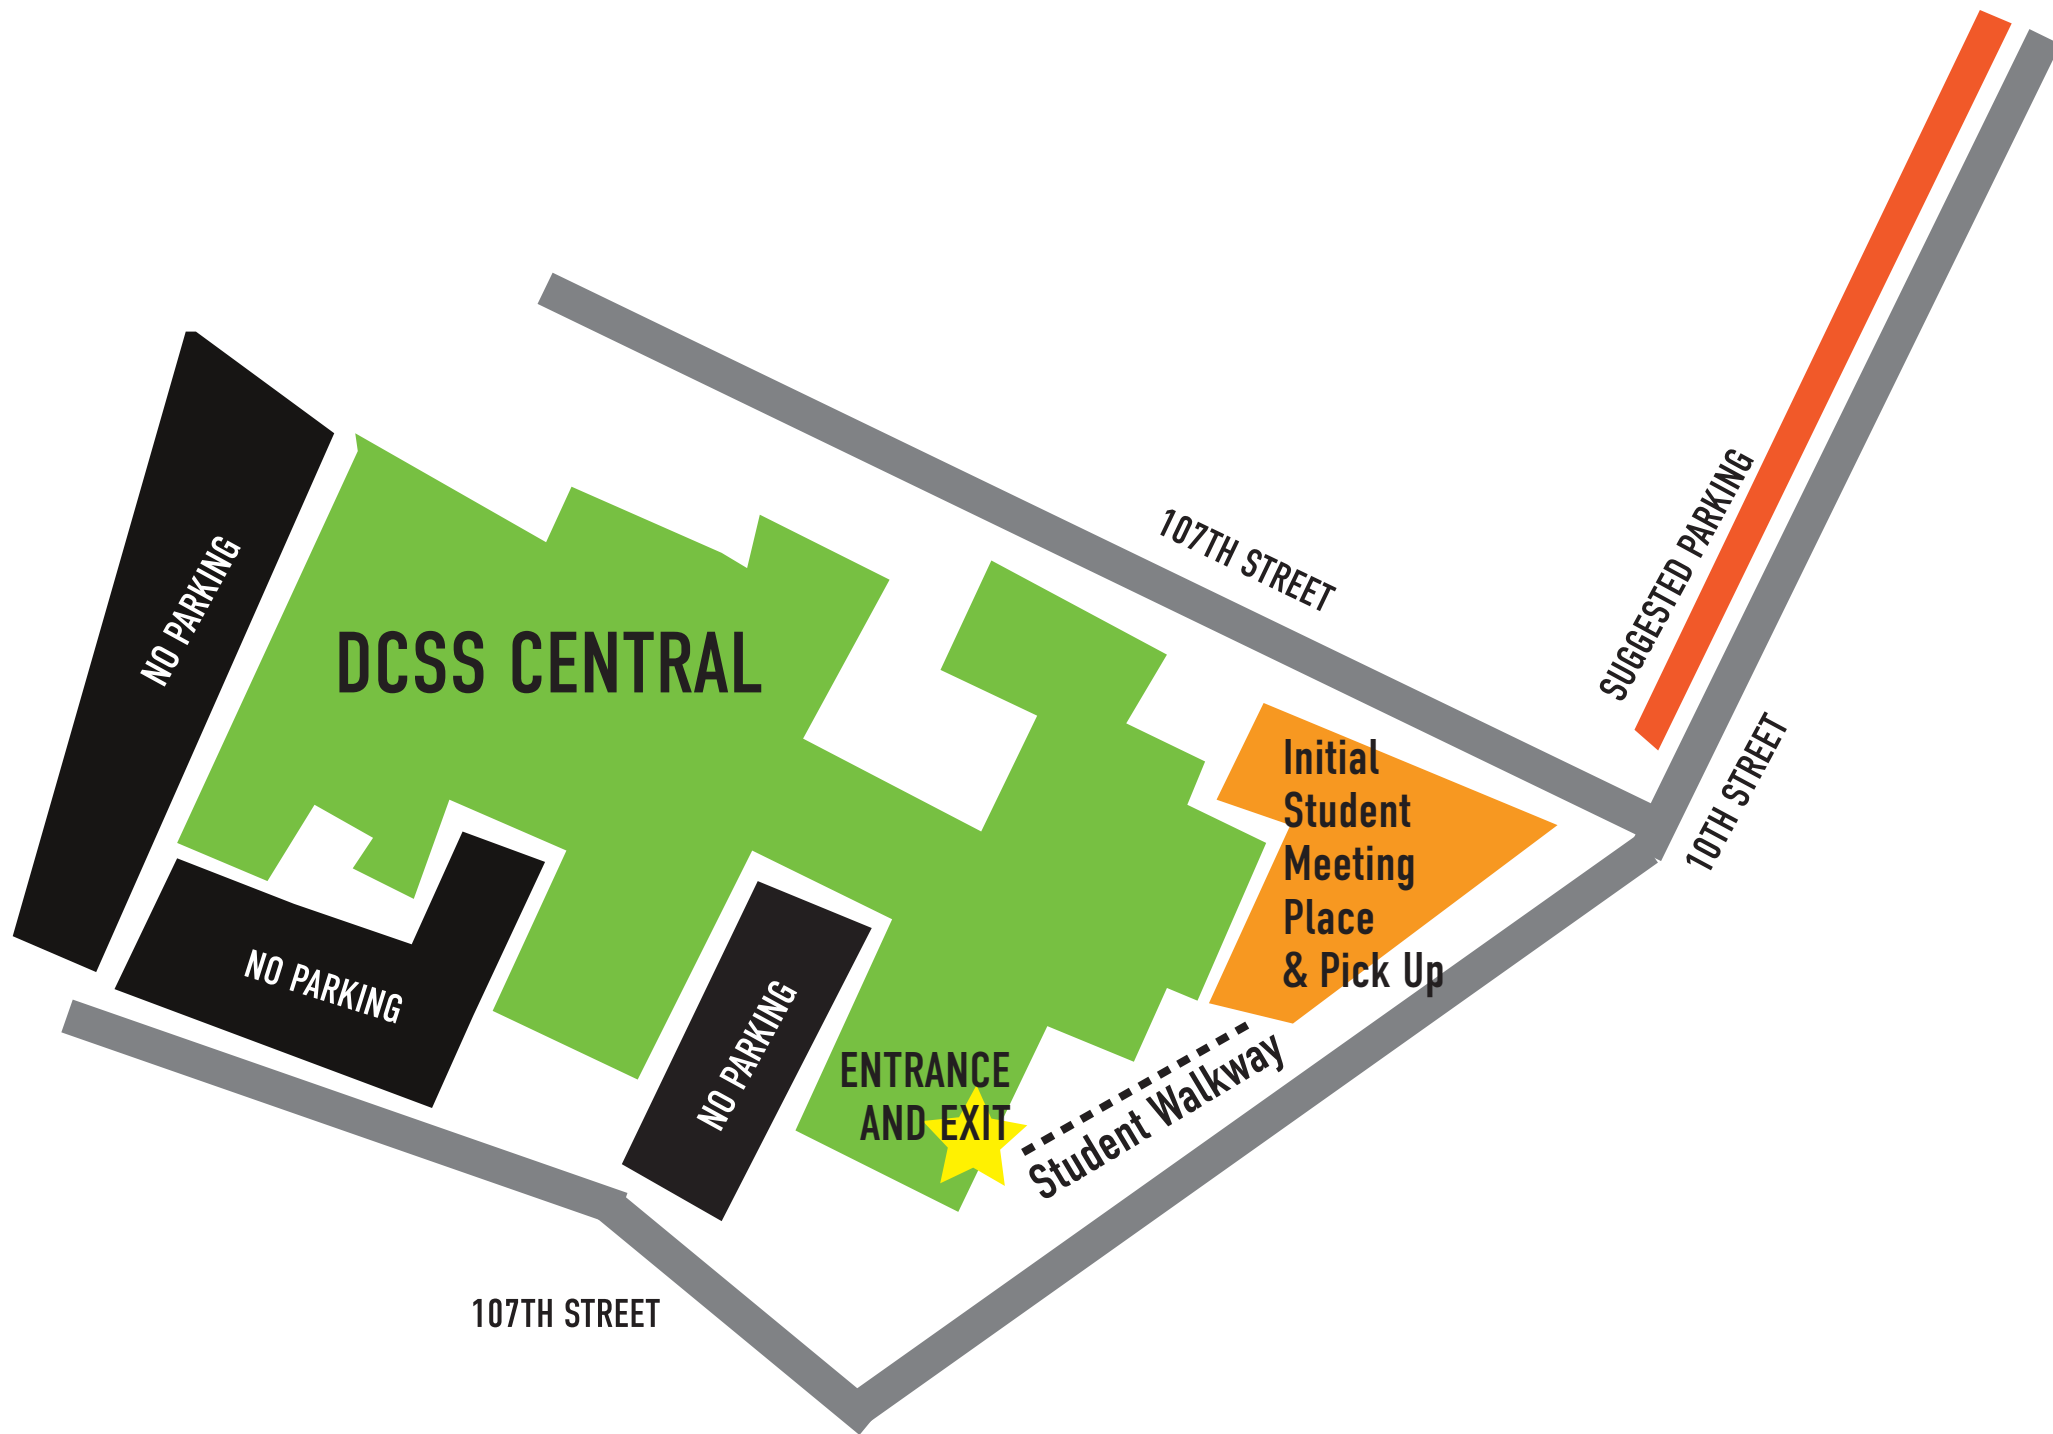 107TH STREET
SUGGESTED PARKING
NO PARKING
DCSS CENTRAL
10TH STREET
Initial
Student
Meeting
Place
& Pick Up
NO PARKING
NO PARKING
ENTRANCE
AND EXIT
Student Walkway
107TH STREET